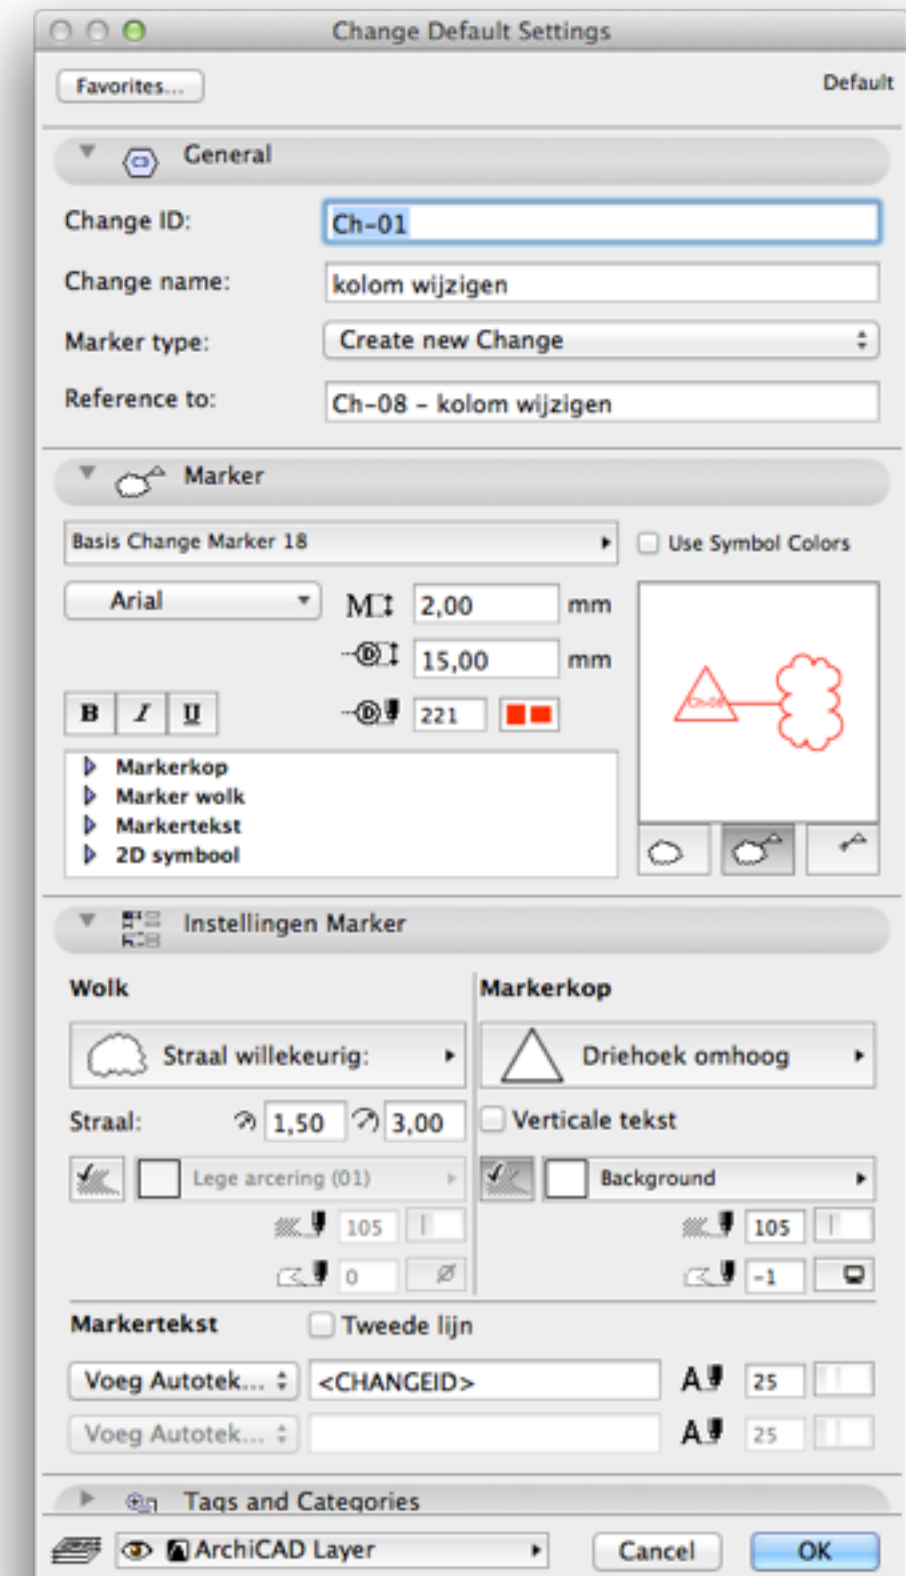 Change Default Settings
Favorites...
Default
General
Change ID:
Ch-01
Change name:
kolom wijzigen
Marker type:
Create new Change
Reference to:
Ch-08 - kolom wijzigen
Marker
Basis Change Marker 18
Use Symbol Colors
Arial
M
2,00
mm
D
15,00
mm
B I U
D
221
Ch-08
Markerkop
Marker wolk
Markertekst
2D symbool
Instellingen Marker
Wolk
Markerkop
Straal willekeurig:
Driehoek omhoog
Straal:
1,50
3,00
Verticale tekst
Lege arcering (01)
Background
105
105
0
-1
Markertekst
Tweede lijn
Voeg Autotek...
<CHANGEID>
A
25
Voeg Autotek...
A
25
Tags and Categories
ArchiCAD Layer
Cancel
OK